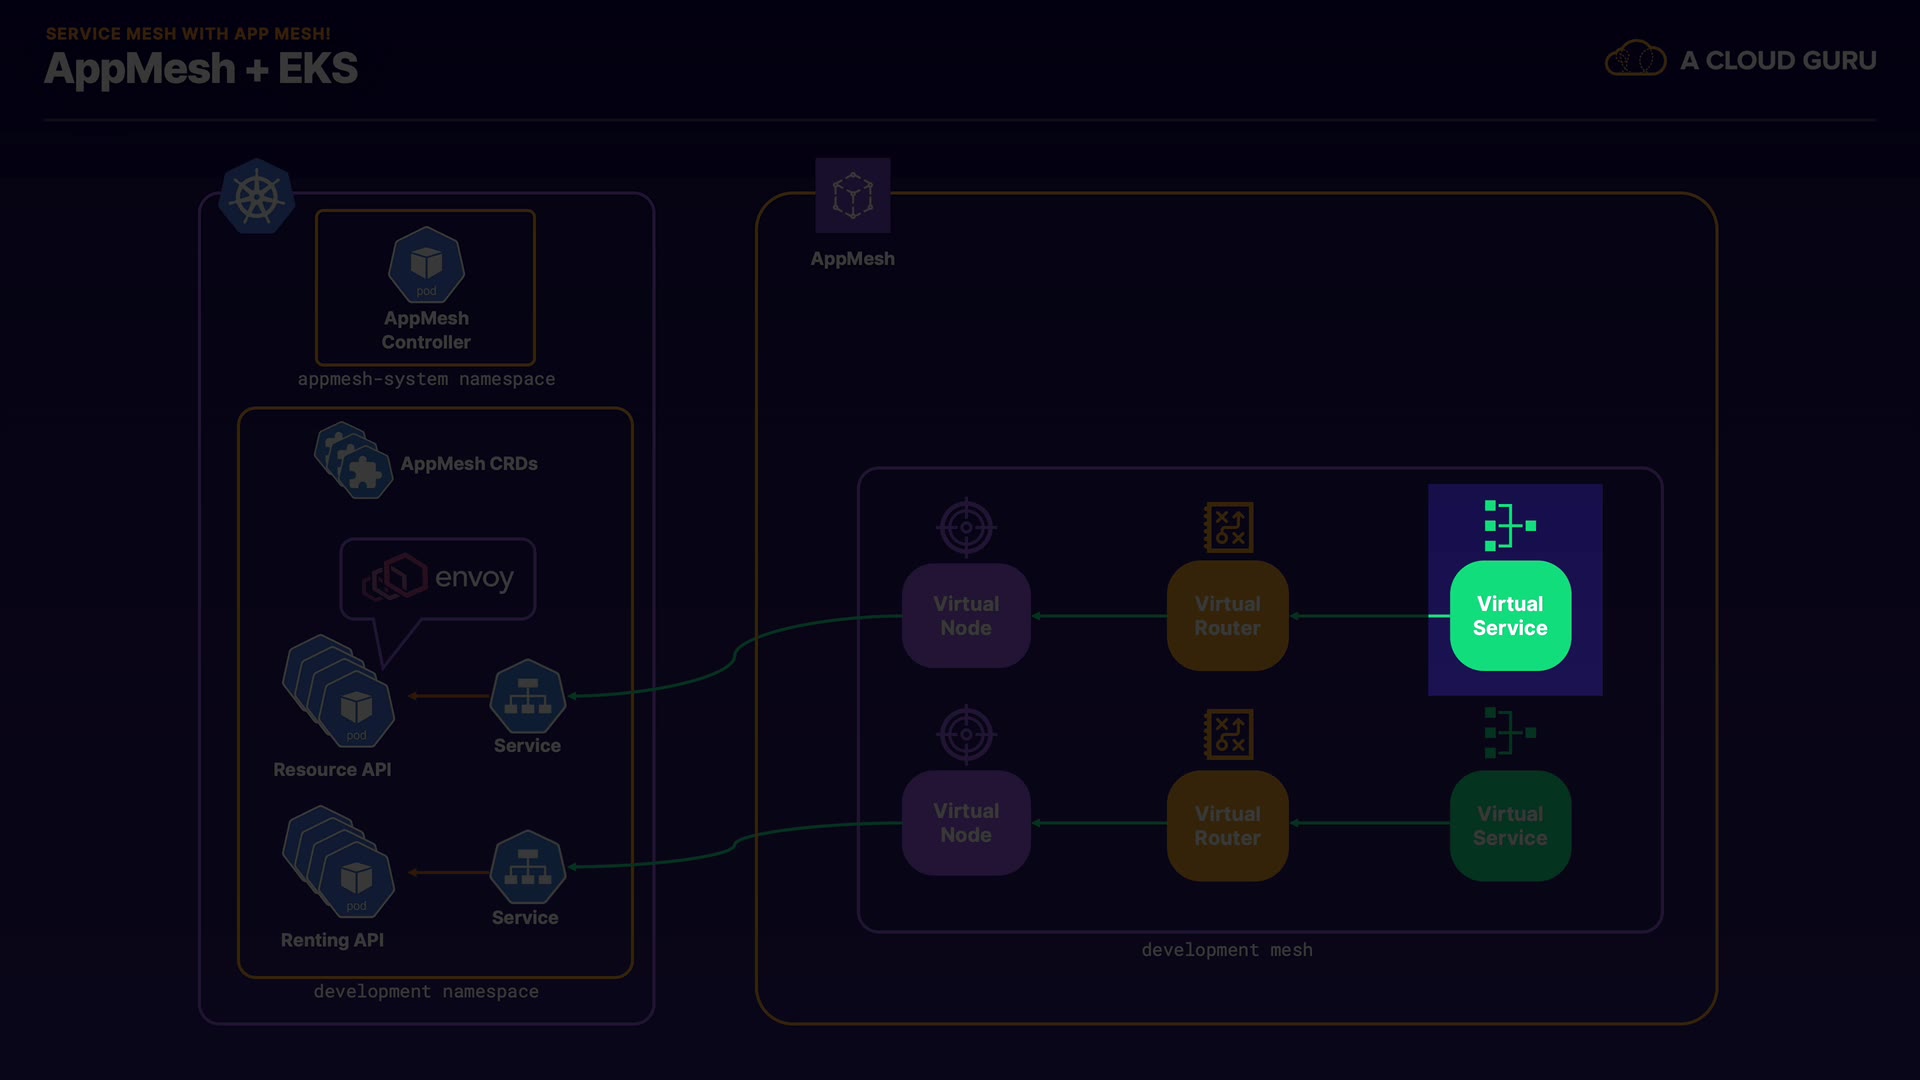 SERVICE MESH WITH APP MESH!
AppMesh + EKS
A CLOUD GURU
pod
AppMesh
Controller
appmesh-system namespace
AppMesh CRDs
envoy
pod
Resource API
Service
pod
Renting API
Service
development namespace
AppMesh
Virtual
Node
Virtual
Router
Virtual
Service
Virtual
Node
Virtual
Router
Virtual
Service
development mesh